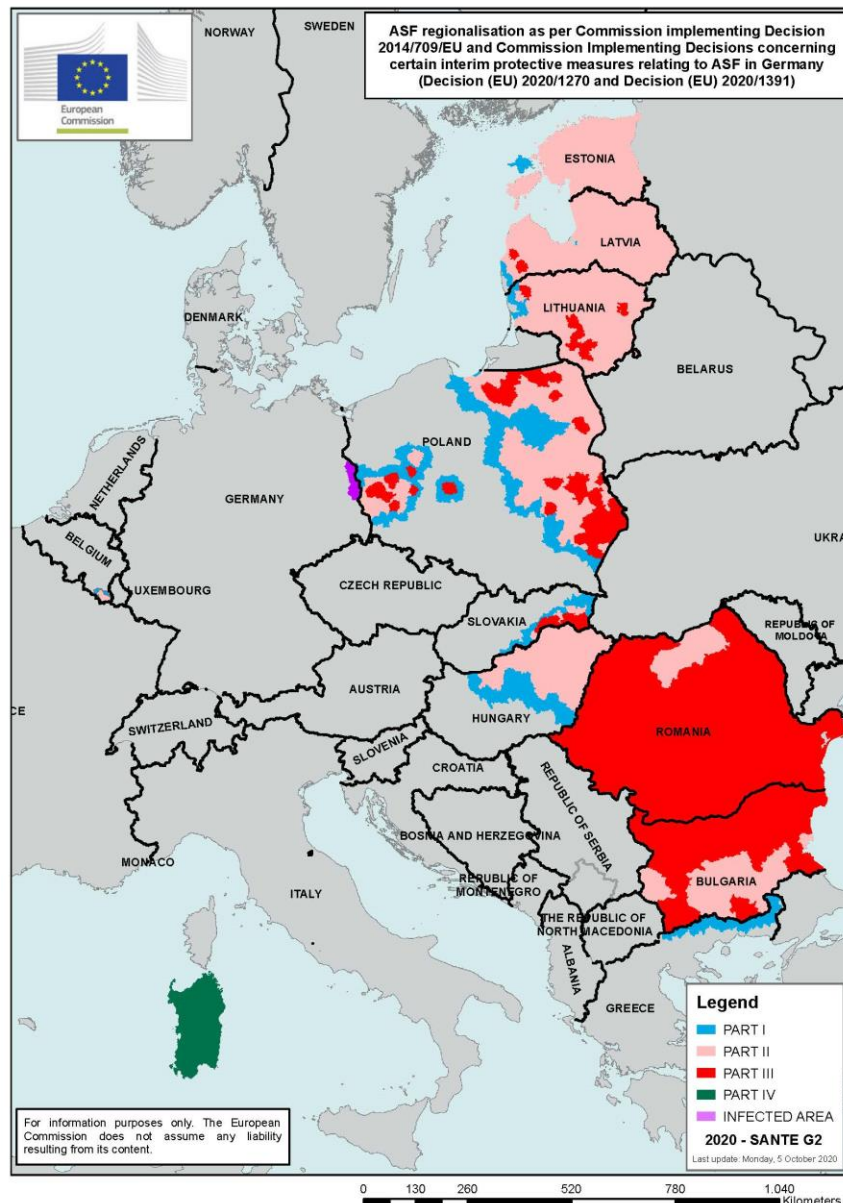 European
Commission
ASF regionalisation as per Commission implementing Decision
2014/709/EU and Commission Implementing Decisions concerning
certain interim protective measures relating to ASF in Germany
(Decision (EU) 2020/1270 and Decision (EU) 2020/1391)
NORWAY
SWEDEN
ESTONIA
LATVIA
LITHUANIA
DENMARK
BELARUS
NETHERLANDS
POLAND
GERMANY
BELGIUM
UKRA
LUXEMBOURG
CZECH REPUBLIC
SLOVAKIA
REPUBLIC OF
MOLDOVA
AUSTRIA
CE
HUNGARY
SWITZERLAND
ROMANIA
SLOVENIA
CROATIA
REPUBLIC OF SERBIA
BOSNIA AND HERZEGOVINA
MONACO
ITALY
REPUBLIC OF
MONTENEGRO
BULGARIA
THE REPUBLIC OF
NORTH MACEDONIA
ALBANIA
GREECE
Legend
PART I
PART II
PART III
PART IV
INFECTED AREA
2020 - SANTE G2
Last update: Monday, 5 October 2020
For information purposes only. The European
Commission does not assume any liability
resulting from its content.
0 130 260 520 780 1.040
Kilometers